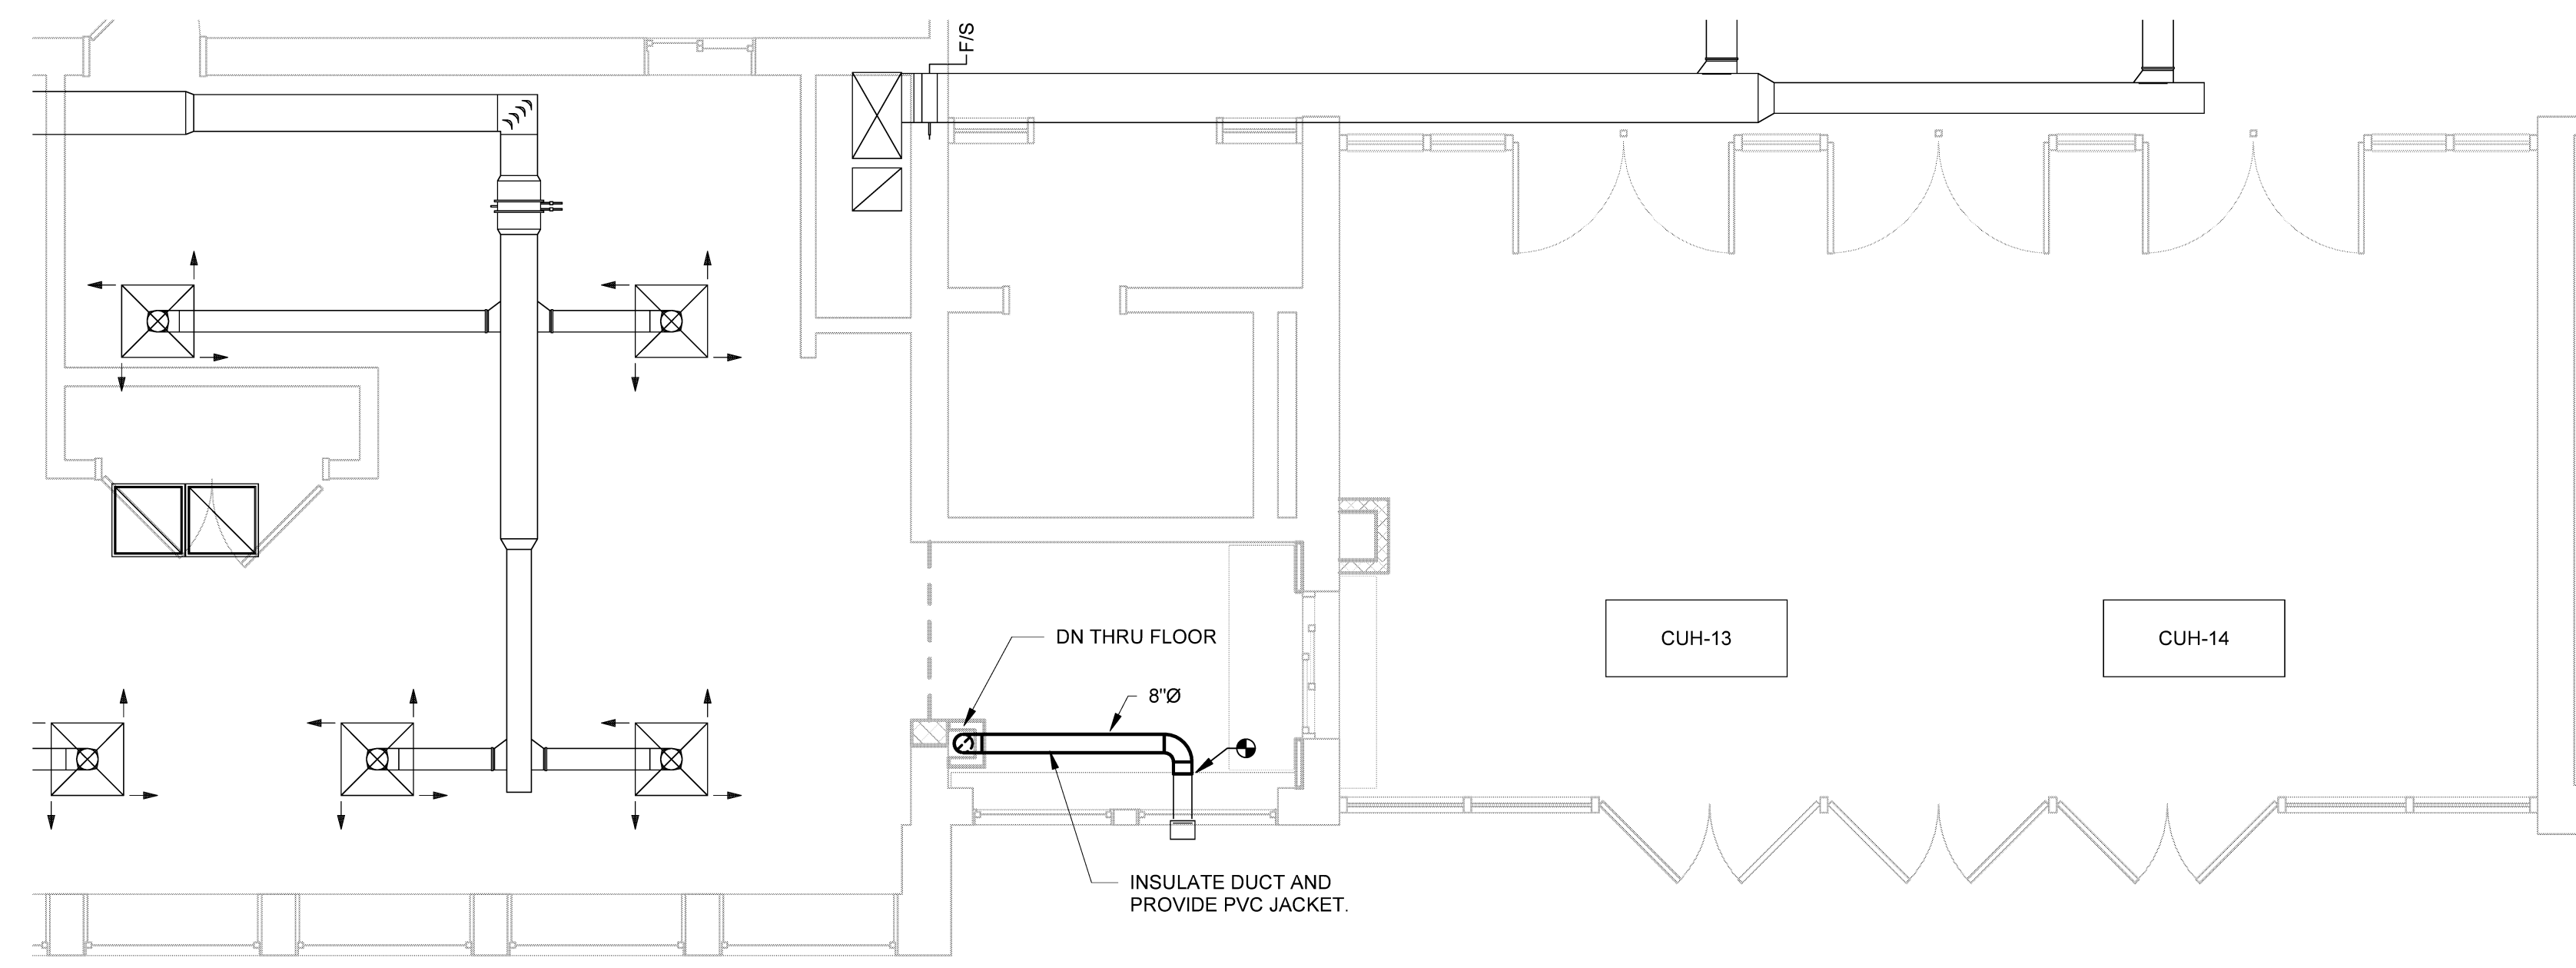 F/S
DN THRU FLOOR
8"Ø
CUH-13
CUH-14
INSULATE DUCT AND
PROVIDE PVC JACKET.